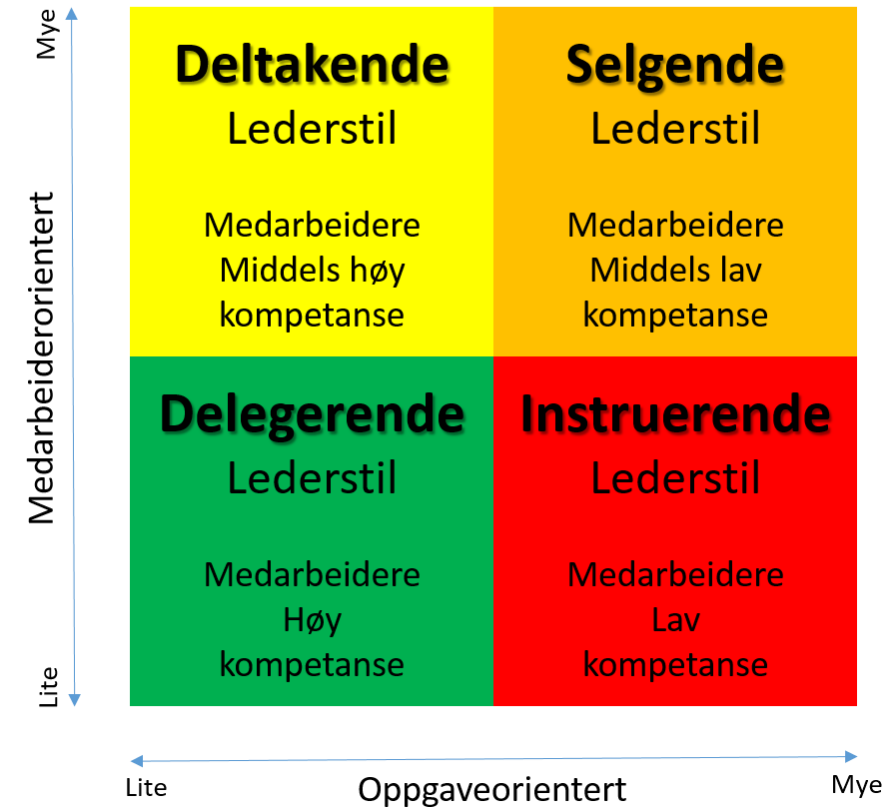 Mye
Medarbeiderorientert
Lite
Deltakende
Lederstil
Medarbeidere
Middels høy
kompetanse
Selgende
Lederstil
Medarbeidere
Middels lav
kompetanse
Delegerende
Lederstil
Medarbeidere
Høy
kompetanse
Instruerende
Lederstil
Medarbeidere
Lav
kompetanse
Lite
Oppgaveorientert
Mye